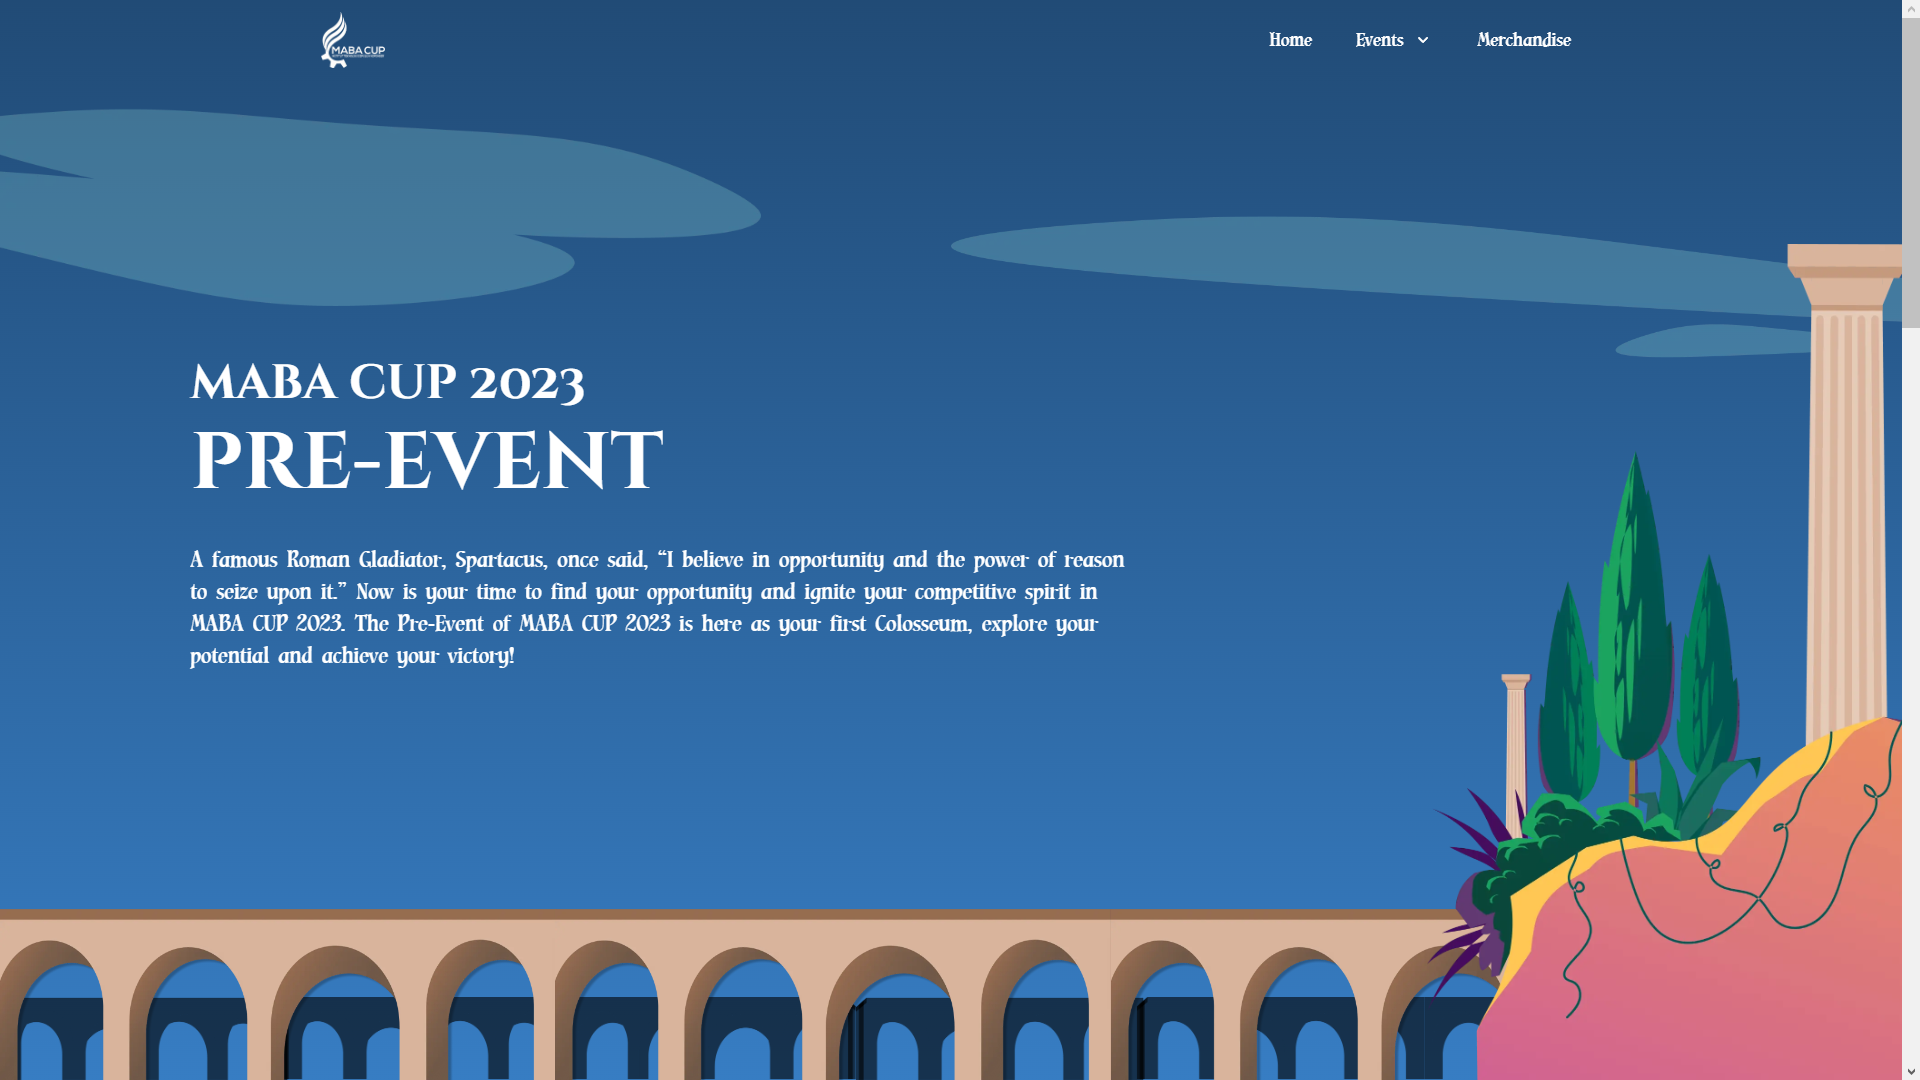 MABA CUP
Home Events Merchandise
MABA CUP 2023
PRE-EVENT
A famous Roman Gladiator, Spartacus, once said, “I believe in opportunity and the power of reason
to seize upon it.” Now is your time to find your opportunity and ignite your competitive spirit in
MABA CUP 2023. The Pre-Event of MABA CUP 2023 is here as your first Colosseum, explore your
potential and achieve your victory!